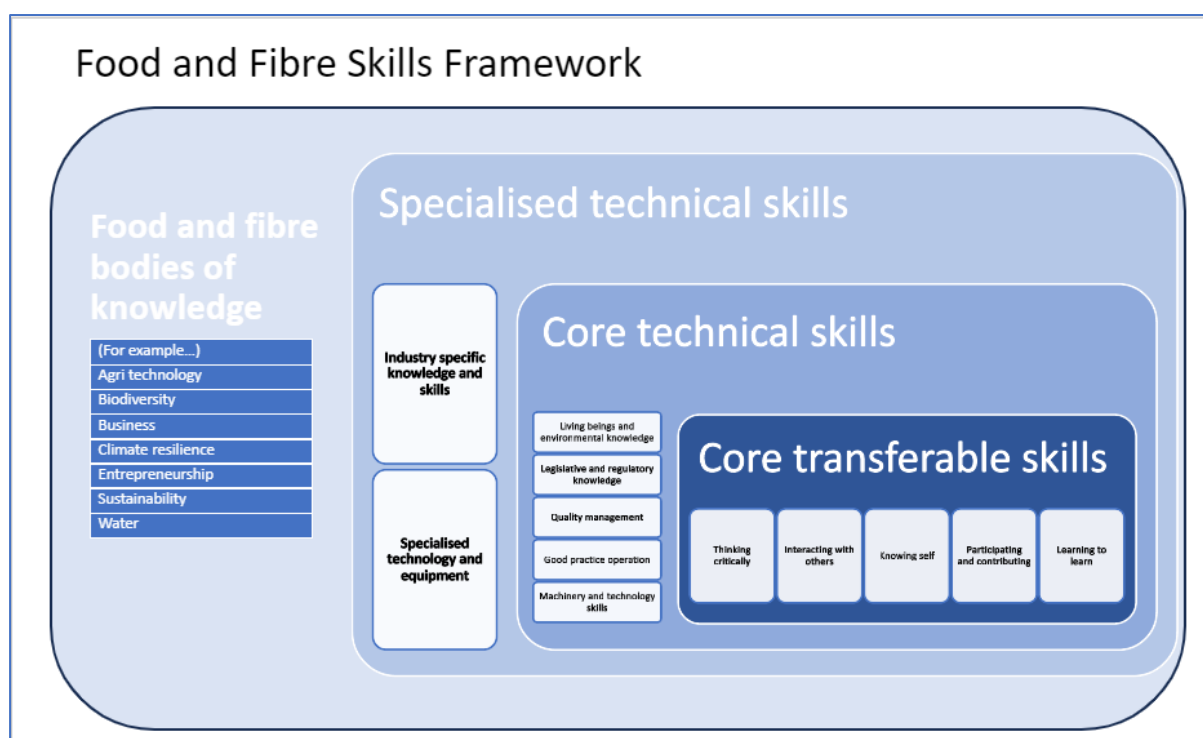 Food and Fibre Skills Framework
Food and fibre
bodies of
knowledge
(For example...)
Agri technology
Biodiversity
Business
Climate resilience
Entrepreneurship
Sustainability
Water
Specialised technical skills
Industry specific
knowledge and
skills
Specialised
technology and
equipment
Core technical skills
Living beings and
environmental knowledge
Legislative and regulatory
knowledge
Quality management
Good practice operation
Machinery and technology
skills
Core transferable skills
Thinking
critically
Interacting with
others
Knowing self
Participating
and contributing
Learning to
learn